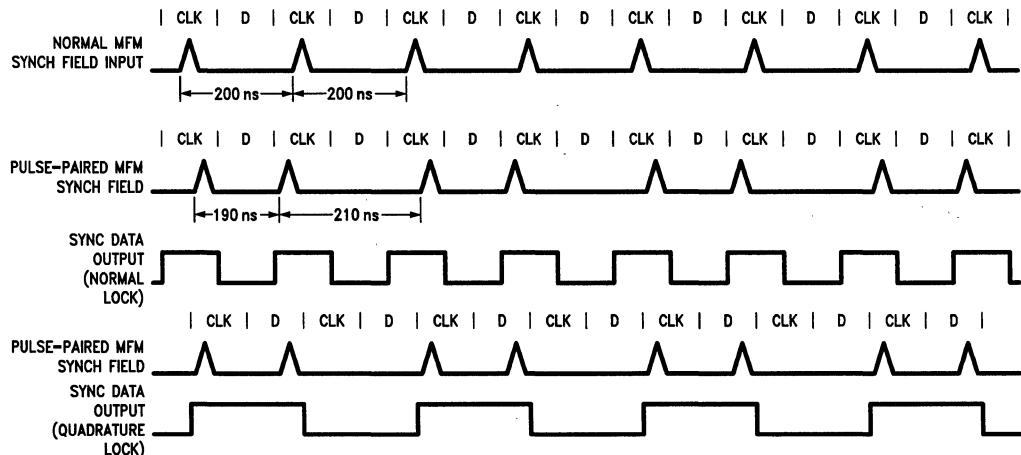 | CLK | D | CLK | D | CLK | D | CLK | D | CLK | D | CLK | D | CLK | D | CLK |
NORMAL MFM
SYNCH FIELD INPUT
200 ns 200 ns
| CLK | D | CLK | D | CLK | D | CLK | D | CLK | D | CLK | D | CLK | D | CLK |
PULSE-PAIRED MFM
SYNCH FIELD
190 ns 210 ns
SYNC DATA
OUTPUT
(NORMAL
LOCK)
| CLK | D | CLK | D | CLK | D | CLK | D | CLK | D | CLK | D | CLK | D |
PULSE-PAIRED MFM
SYNCH FIELD
SYNC DATA
OUTPUT
(QUADRATURE
LOCK)